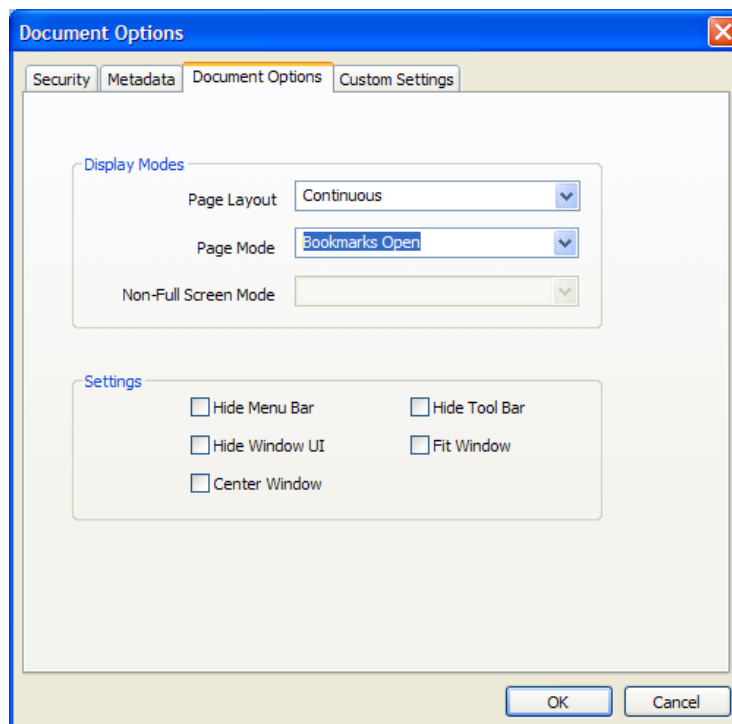 Document Options
Security Metadata Document Options Custom Settings
Display Modes
Page Layout Continuous
Page Mode Bookmarks Open
Non-Full Screen Mode
Settings
Hide Menu Bar Hide Tool Bar
Hide Window UI Fit Window
Center Window
OK Cancel